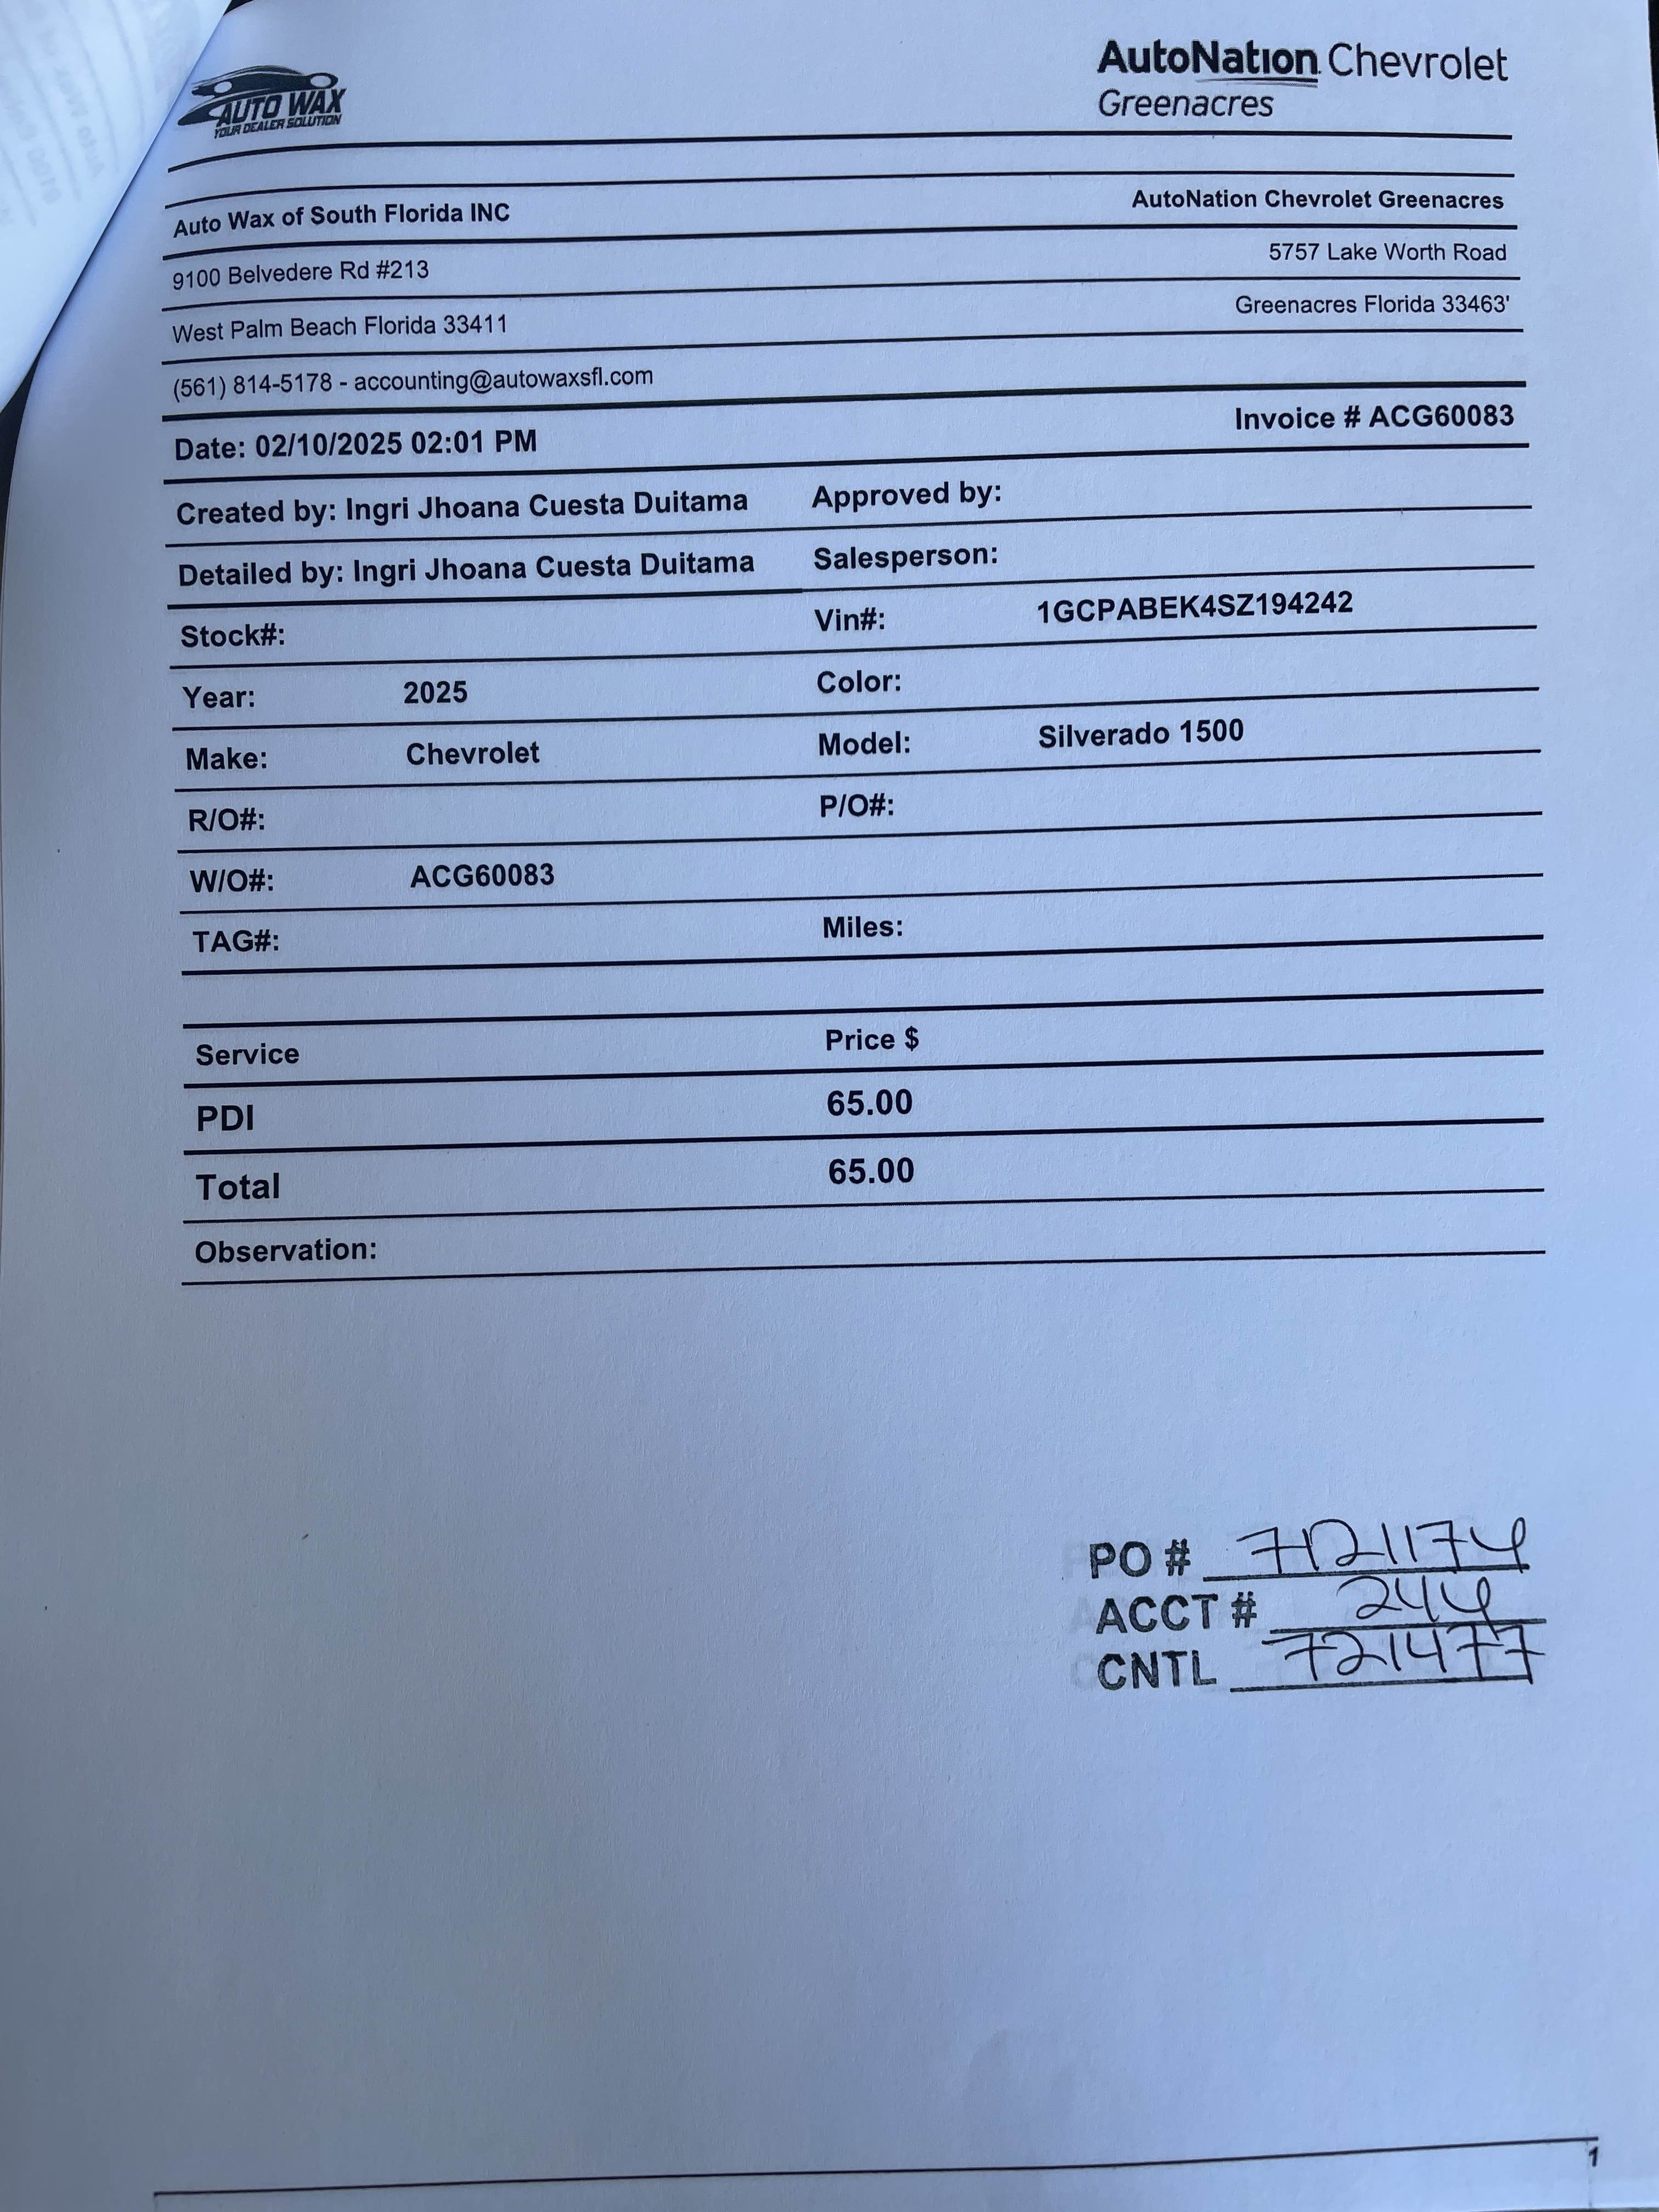 AUTO WAX
YOUR DEALER SOLUTION
AutoNation Chevrolet
Greenacres
Auto Wax of South Florida INC
AutoNation Chevrolet Greenacres
9100 Belvedere Rd #213
5757 Lake Worth Road
West Palm Beach Florida 33411
Greenacres Florida 33463'
(561) 814-5178 - accounting@autowaxsfl.com
Date: 02/10/2025 02:01 PM
Invoice # ACG60083
Created by: Ingri Jhoana Cuesta Duitama Approved by:
Detailed by: Ingri Jhoana Cuesta Duitama Salesperson:
Stock#: Vin#: 1GCPABEK4SZ194242
Year: 2025 Color:
Make: Chevrolet Model: Silverado 1500
R/O#: P/O#:
W/O#: ACG60083
TAG#: Miles:
Service Price $
PDI 65.00
Total 65.00
Observation:
PO #
ACCT # 244
CNTL 721477
1